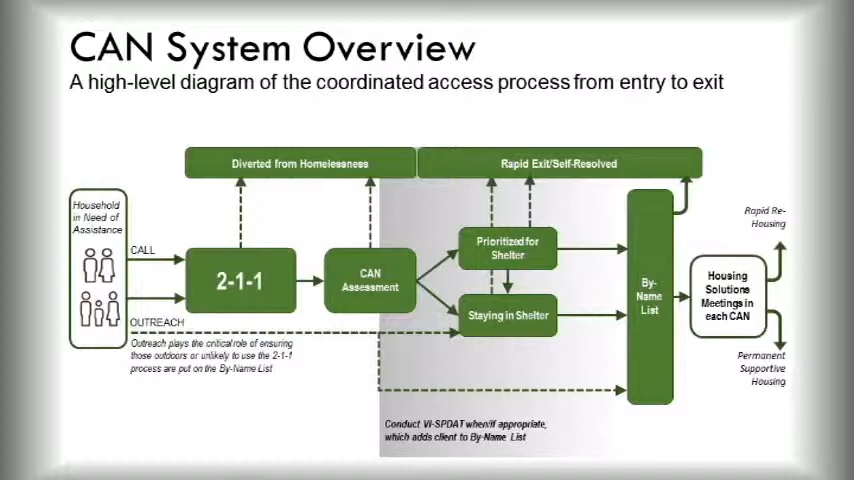 CAN System Overview
A high-level diagram of the coordinated access process from entry to exit
Diverted from Homelessness
Rapid Exit/Self-Resolved
Household
in Need of
Assistance
CALL
2-1-1
CAN
Assessment
Prioritized for
Shelter
Staying in Shelter
By-
Name
List
Housing
Solutions
Meetings in
each CAN
Rapid Re-
Housing
Permanent
Supportive
Housing
OUTREACH
Outreach plays the critical role of ensuring
those outdoors or unlikely to use the 2-1-1
process are put on the By-Name List
Conduct VI-SPDAT when/if appropriate,
which adds client to By-Name List